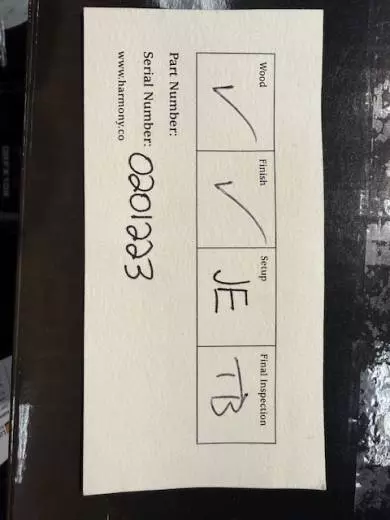 Wood Finish Setup Final Inspection
✓ ✓ JE TB
Part Number:
Serial Number: 0201223
www.harmony.co